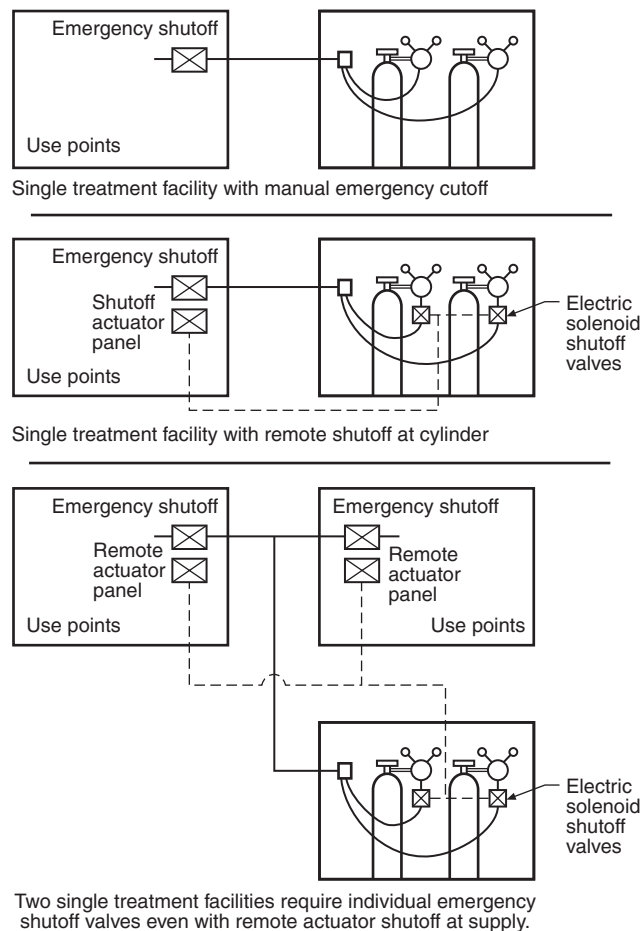 Emergency shutoff
Use points
Single treatment facility with manual emergency cutoff
Emergency shutoff
Shutoff
actuator
panel
Use points
Electric
solenoid
shutoff
valves
Single treatment facility with remote shutoff at cylinder
Emergency shutoff
Remote
actuator
panel
Use points
Emergency shutoff
Remote
actuator
panel
Use points
Electric
solenoid
shutoff
valves
Two single treatment facilities require individual emergency
shutoff valves even with remote actuator shutoff at supply.